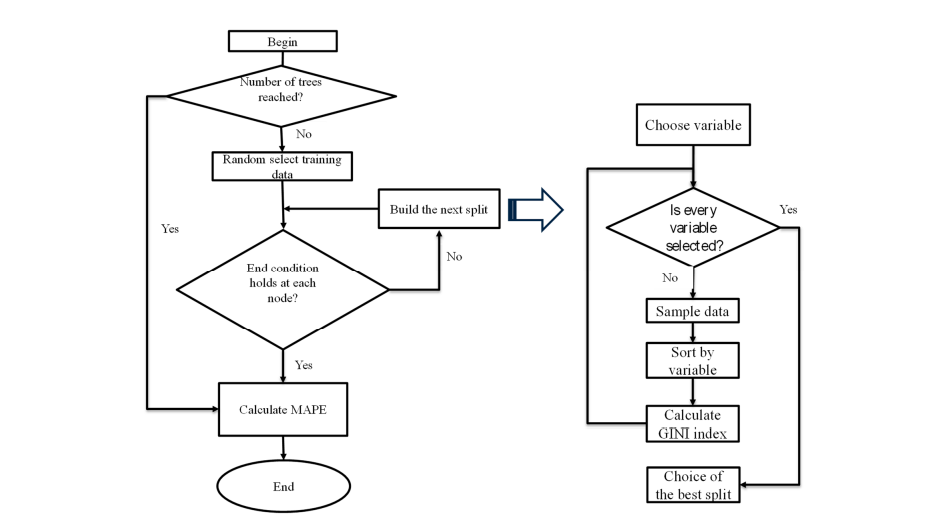 Begin
Number of trees
reached?
No
Random select training
data
Build the next split
Yes
End condition
holds at each
node?
No
Yes
Calculate MAPE
End
Choose variable
Is every
variable
selected?
Yes
No
Sample data
Sort by
variable
Calculate
GINI index
Choice of
the best split